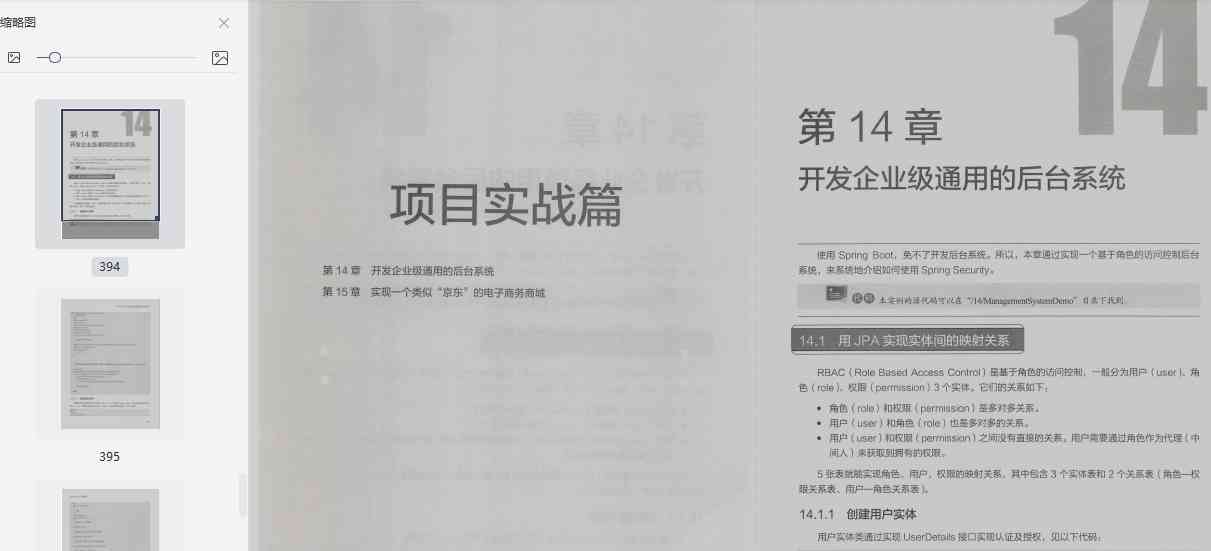 缩略图
394
395
项目实战篇
第 14 章 开发企业级通用的后台系统
第 15 章 实现一个类似“京东”的电子商务商城
14
第 14 章
开发企业级通用的后台系统
使用 Spring Boot，免不了开发后台系统。所以，本章通过实现一个基于角色的访问控制后台
系统，来系统地介绍如何使用 Spring Security。
代码 本实例的源代码可以在“/14/ManagementSystemDemo”目录下找到。
14.1 用 JPA 实现实体间的映射关系
RBAC（Role Based Access Control）是基于角色的访问控制，一般分为用户（user）、角
色（role）、权限（permission）3 个实体。它们的关系如下：
• 角色（role）和权限（permission）是多对多关系。
• 用户（user）和角色（role）也是多对多的关系。
• 用户（user）和权限（permission）之间没有直接的关系，用户需要通过角色作为代理（中
间人）来获取到拥有的权限。
5 张表就能实现角色、用户、权限的映射关系，其中包含 3 个实体表和 2 个关系表（角色—权
限关系表、用户—角色关系表）。
14.1.1 创建用户实体
用户实体类通过实现 UserDetails 接口实现认证及授权，见以下代码：